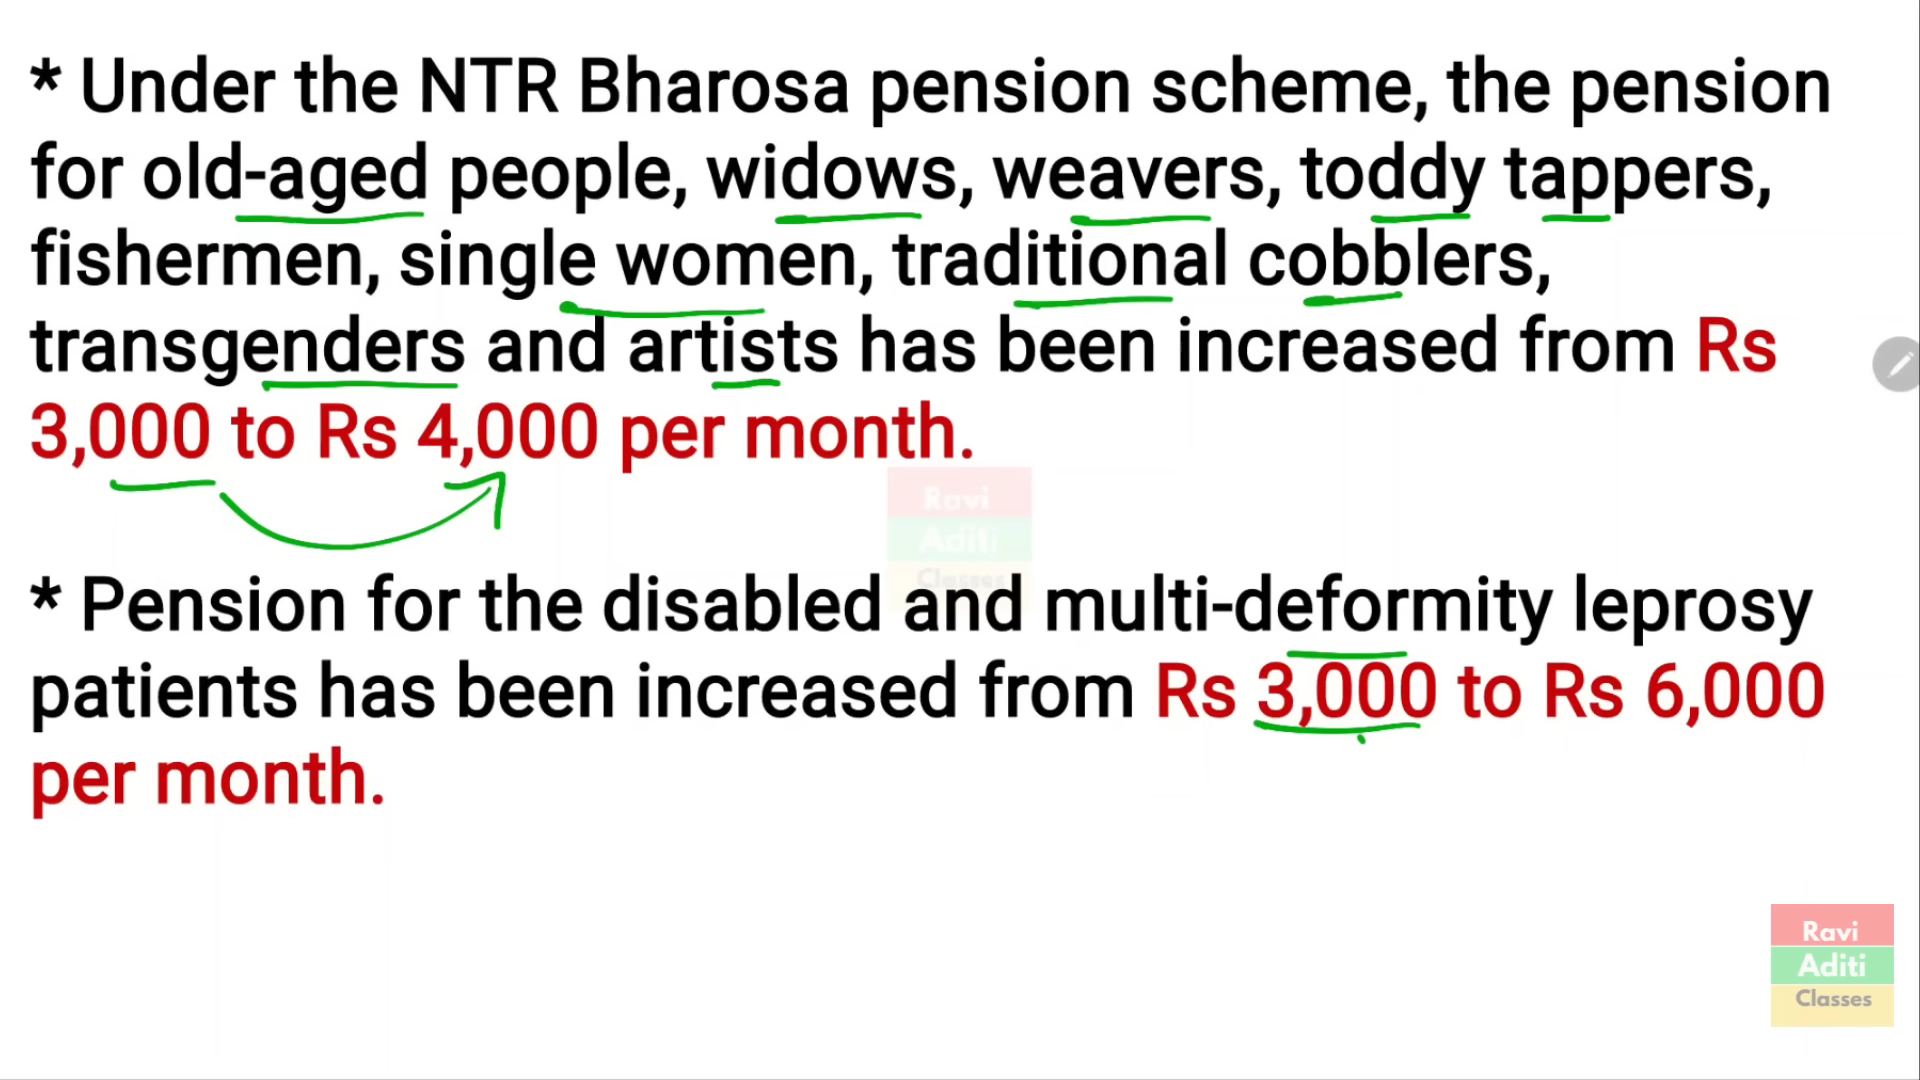 * Under the NTR Bharosa pension scheme, the pension
for old-aged people, widows, weavers, toddy tappers,
fishermen, single women, traditional cobblers,
transgenders and artists has been increased from Rs
3,000 to Rs 4,000 per month.
Ravi
Aditi
Classes
* Pension for the disabled and multi-deformity leprosy
patients has been increased from Rs 3,000 to Rs 6,000
per month.
Ravi
Aditi
Classes